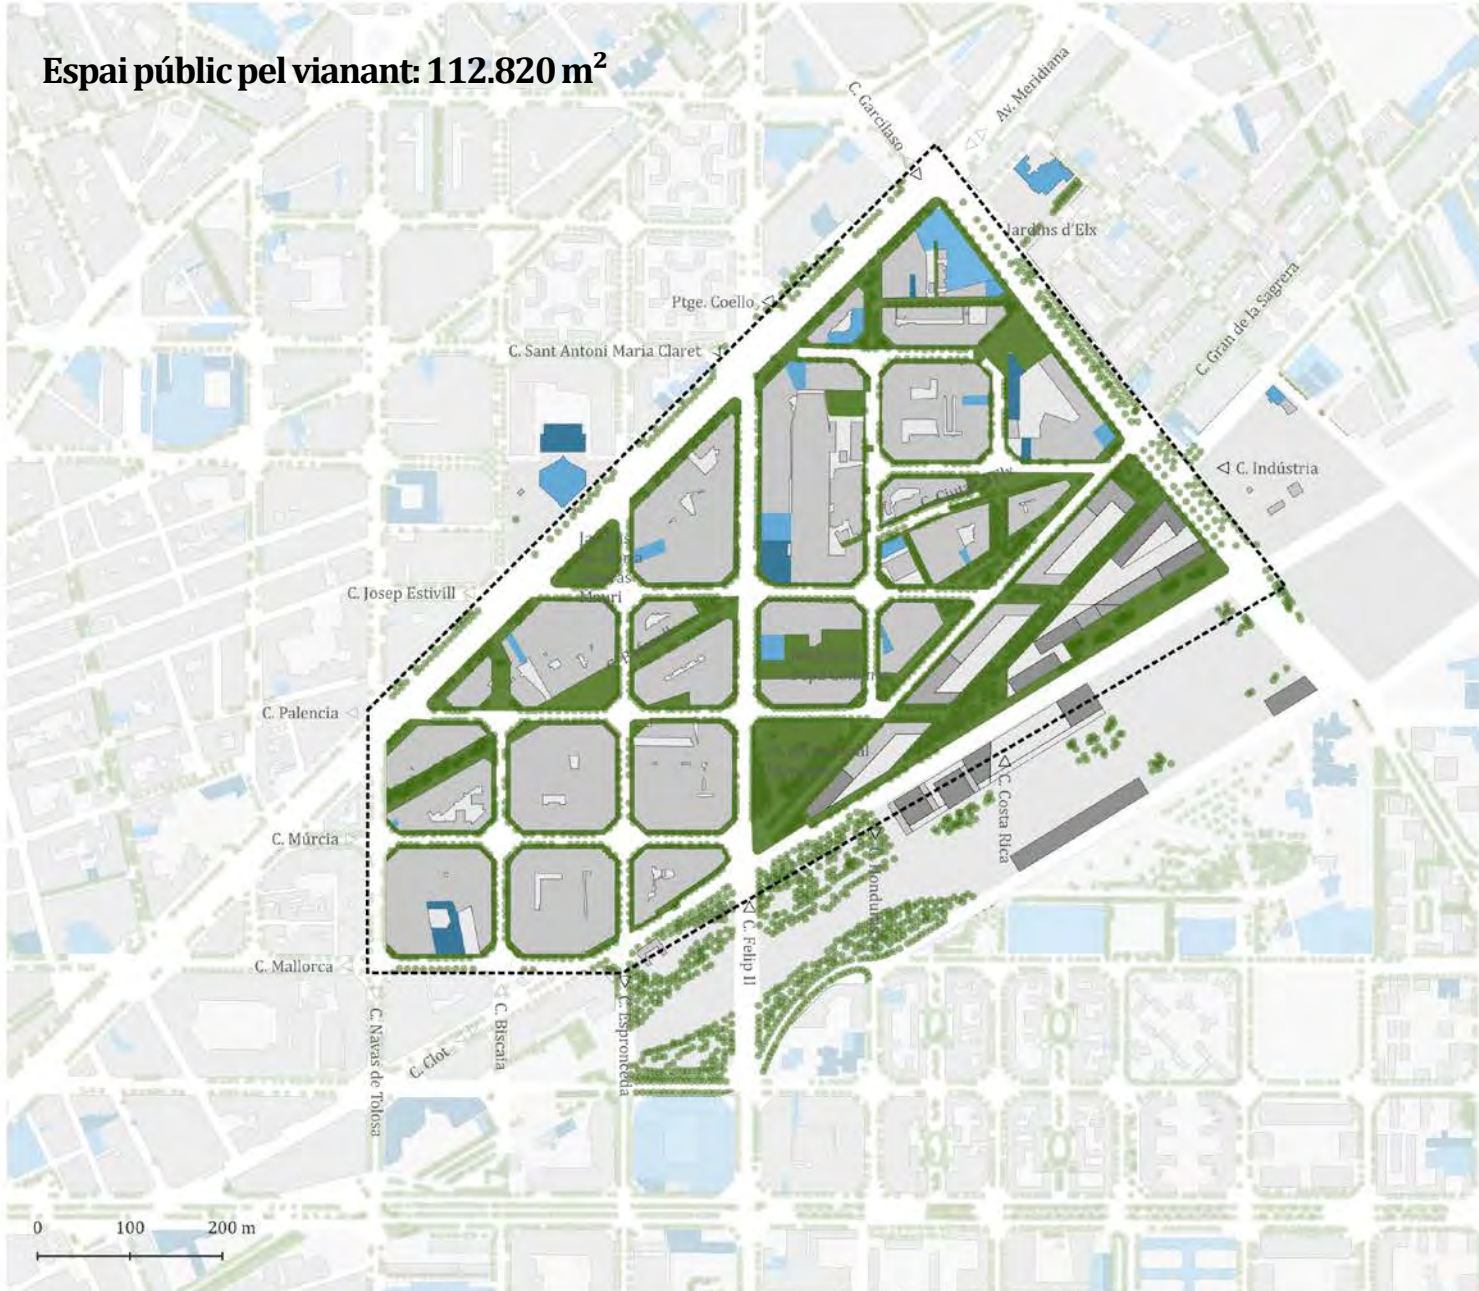 Espai públic pel vianant: 112.820 m²
Av. Meridiana
C. Garcilaso
Jardins d'Elx
Ptge. Coello
C. Gran de la Sagrera
C. Sant Antoni Maria Claret
C. Indústria
C. Josep Estivill
C. Palencia
C. Múrcia
C. Costa Rica
C. Mallorca
C. Felip II
C. Espronceda
C. Biscaia
C. Clot
C. Navas de Tolosa
0 100 200 m